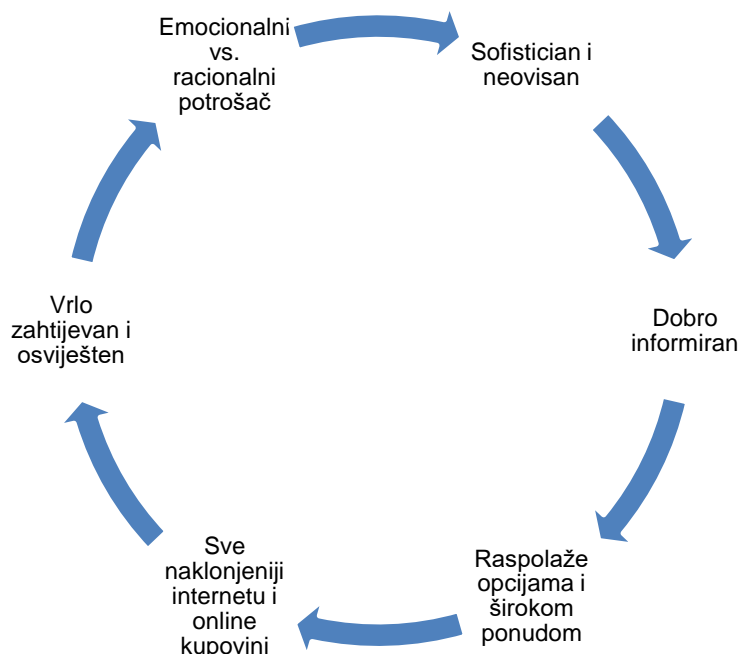 Emocionalni
vs.
racionalni
potrošač
Sofistician i
neovisan
Dobro
informiran
Raspolaže
opcijama i
širokom
ponudom
Sve
naklonjeniji
internetu i
online
kupovini
Vrlo
zahtijevan i
osviješten